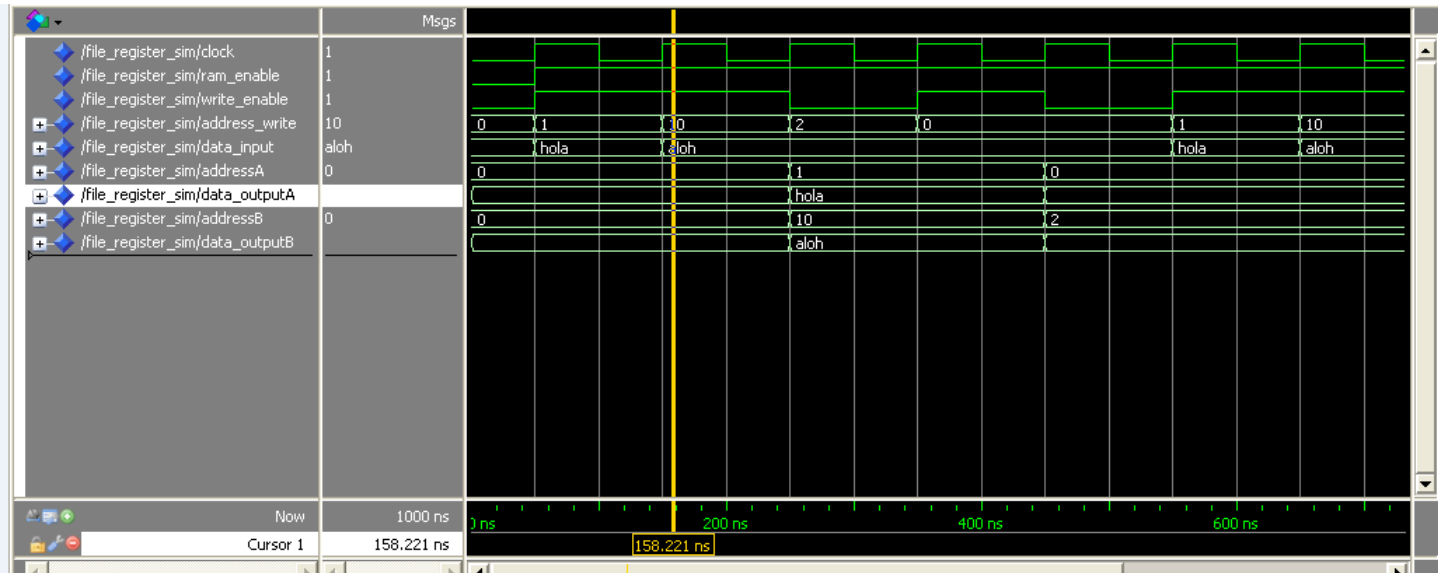 Msgs
/file_register_sim/clock 1
/file_register_sim/ram_enable 1
/file_register_sim/write_enable 1
/file_register_sim/address_write 10 0 1 10 2 0 1 10
/file_register_sim/data_input aloh hola aloh hola aloh
/file_register_sim/addressA 0 0 1 0
/file_register_sim/data_outputA hola
/file_register_sim/addressB 0 0 10 2
/file_register_sim/data_outputB aloh
Now 1000 ns ns 200 ns 400 ns 600 ns
Cursor 1 158.221 ns 158.221 ns